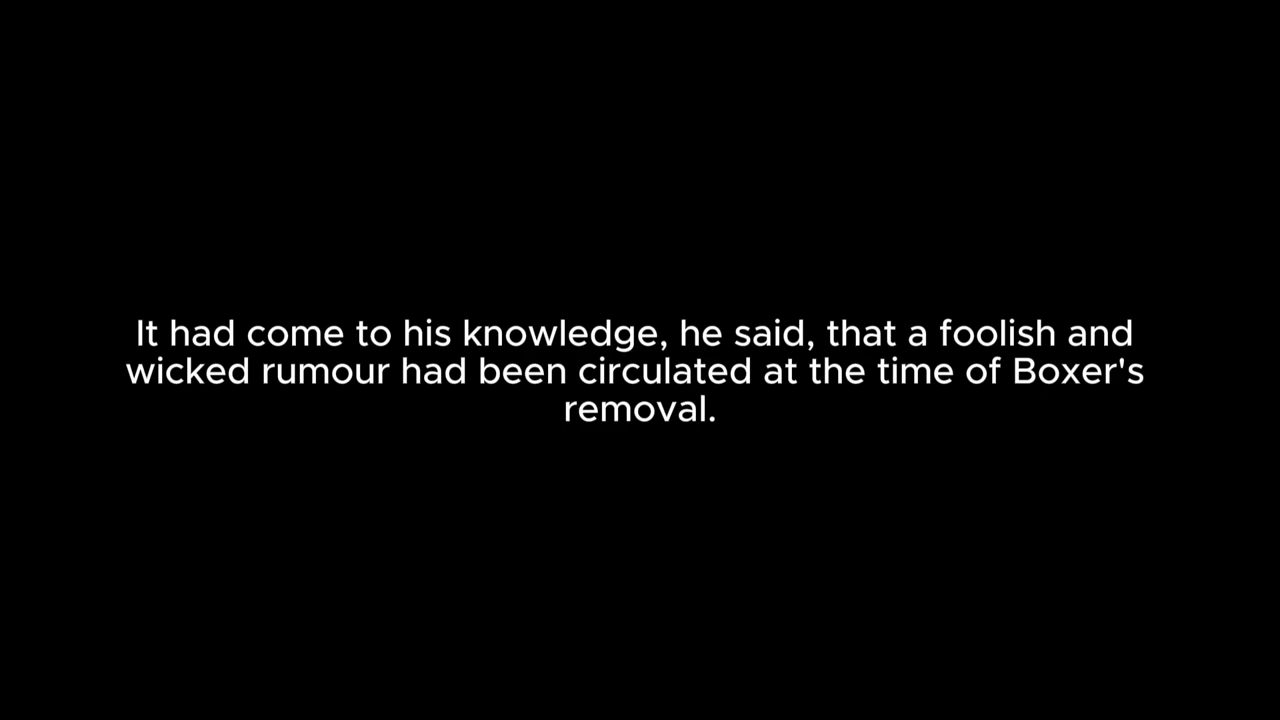 It had come to his knowledge, he said, that a foolish and
wicked rumour had been circulated at the time of Boxer's
removal.